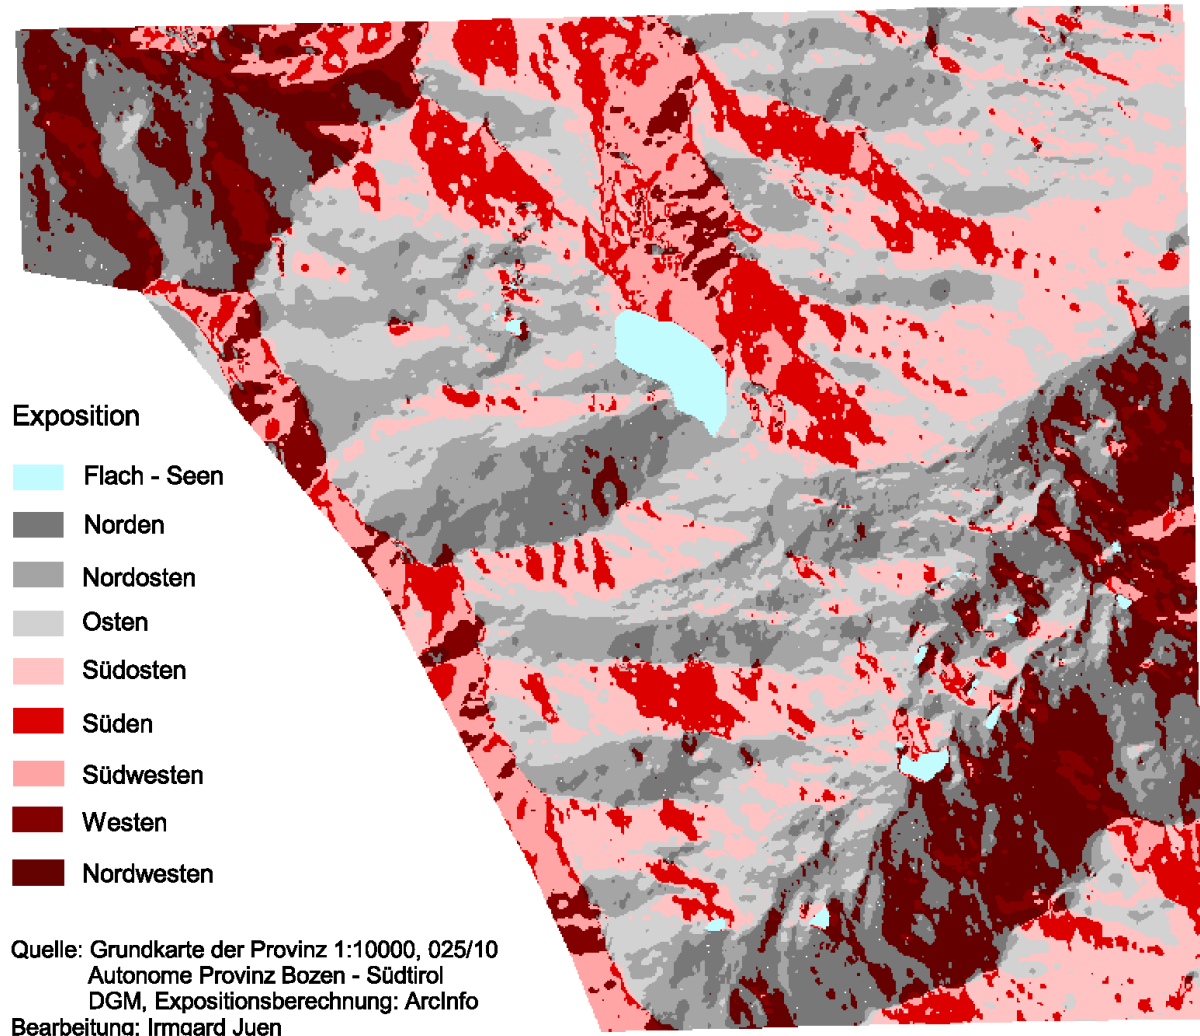 Exposition
Flach - Seen
Norden
Nordosten
Osten
Südosten
Süden
Südwesten
Westen
Nordwesten
Quelle: Grundkarte der Provinz 1:10000, 025/10
Autonome Provinz Bozen - Südtirol
DGM, Expositionsberechnung: ArcInfo
Bearbeitung: Irmgard Juen